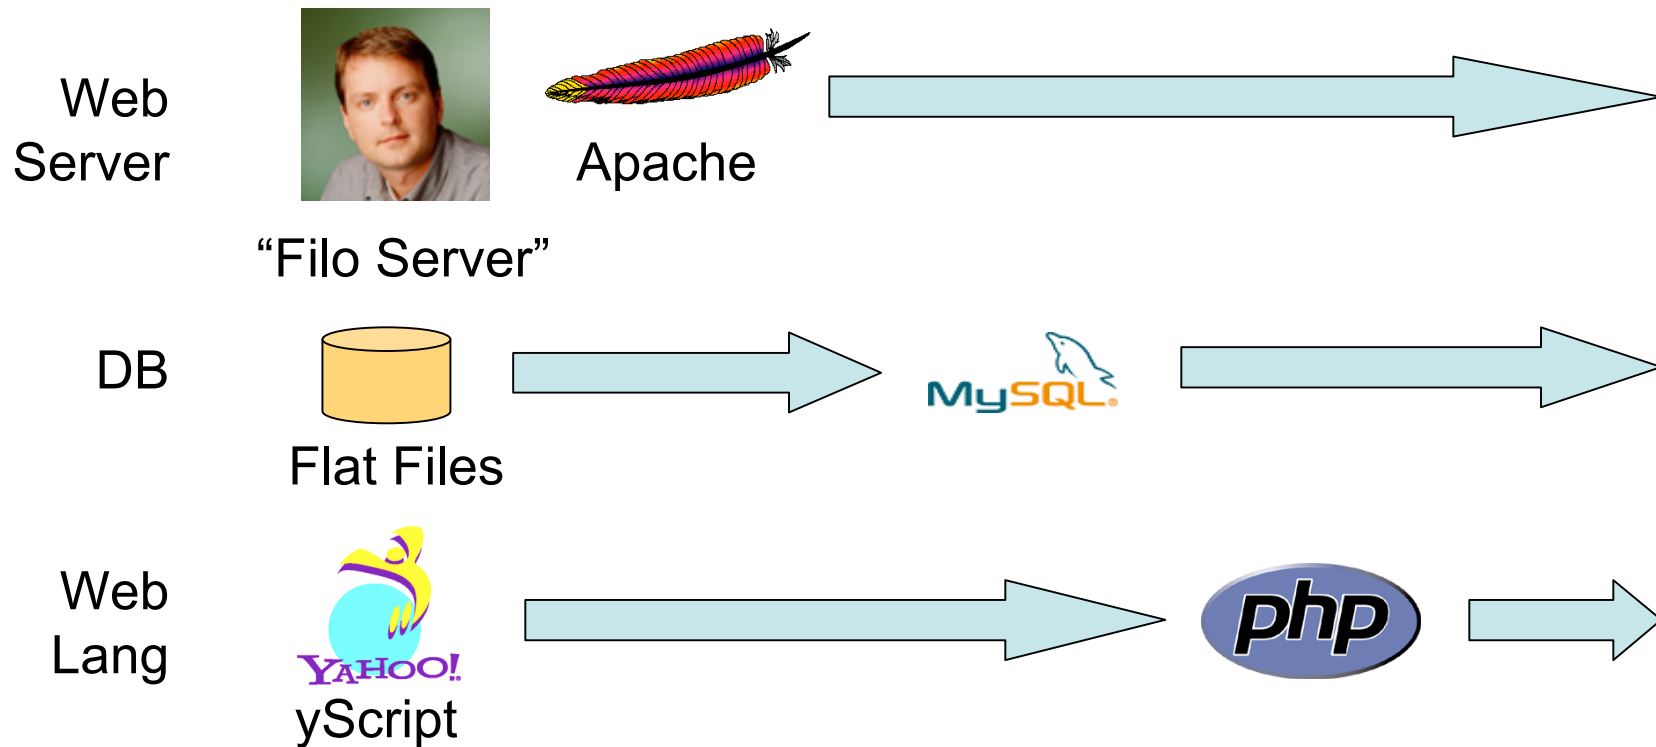 Web
Server
Apache
“Filo Server”
DB
MySQL®
Flat Files
Web
Lang
YAHOO!
yScript
php